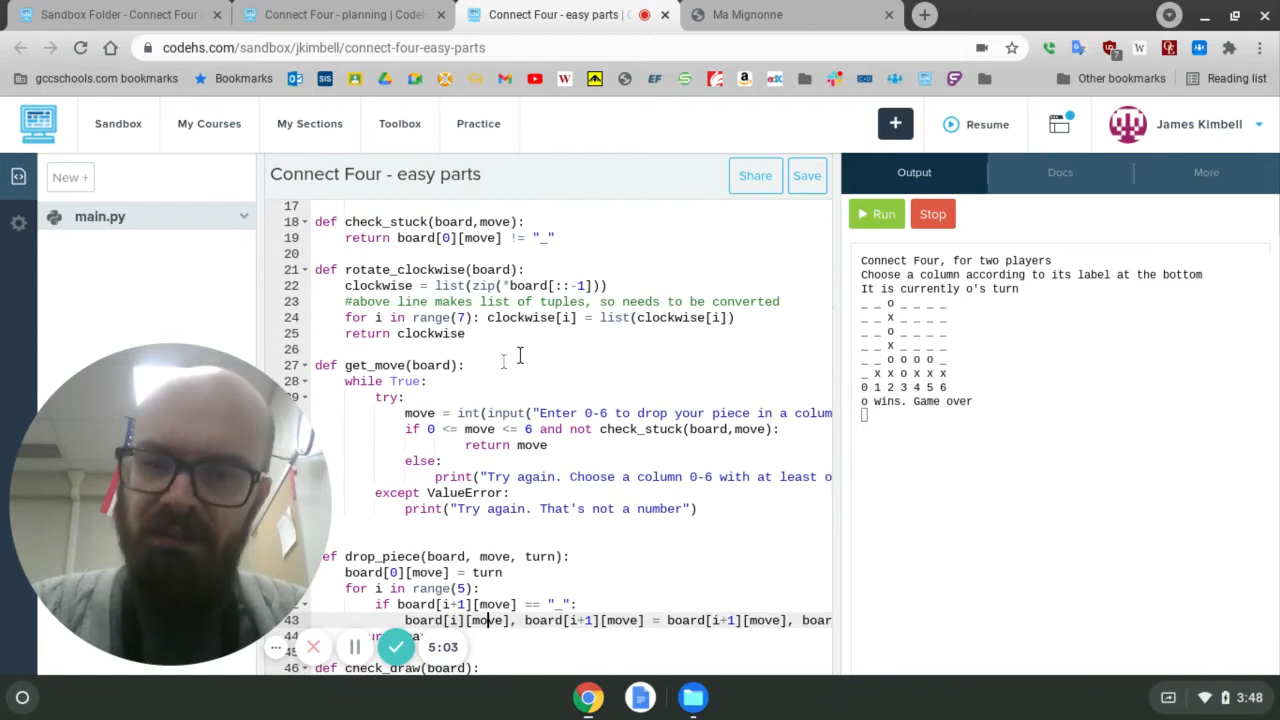 Sandbox Folder - Connect Four
Connect Four - planning | CodeH
Connect Four - easy parts |
Ma Mignonne
codehs.com/sandbox/jkimbell/connect-four-easy-parts
gccschools.com bookmarks
Bookmarks
SIS
EF
edX
Other bookmarks
Reading list
Sandbox
My Courses
My Sections
Toolbox
Practice
+
Resume
James Kimbell
New +
main.py
Connect Four - easy parts
Share
Save
Output
Docs
More
Run
Stop
17
18 def check_stuck(board,move):
19 return board[0][move] != "_"
20
21 def rotate_clockwise(board):
22 clockwise = list(zip(*board[::-1]))
23 #above line makes list of tuples, so needs to be converted
24 for i in range(7): clockwise[i] = list(clockwise[i])
25 return clockwise
26
27 def get_move(board):
28 while True:
29 try:
move = int(input("Enter 0-6 to drop your piece in a colum
if 0 <= move <= 6 and not check_stuck(board,move):
return move
else:
print("Try again. Choose a column 0-6 with at least o
except ValueError:
print("Try again. That's not a number")
ef drop_piece(board, move, turn):
board[0][move] = turn
for i in range(5):
if board[i+1][move] == "_":
43 board[i][move], board[i+1][move] = board[i+1][move], boar
44
46 def check_draw(board):
5:03
Connect Four, for two players
Choose a column according to its label at the bottom
It is currently o's turn
_ _ o _ _ _ _
_ _ x _ _ _ _
_ _ o _ _ _ _
_ _ x _ _ _ _
_ _ o o o o _
_ x x o x x x
0 1 2 3 4 5 6
o wins. Game over
3:48